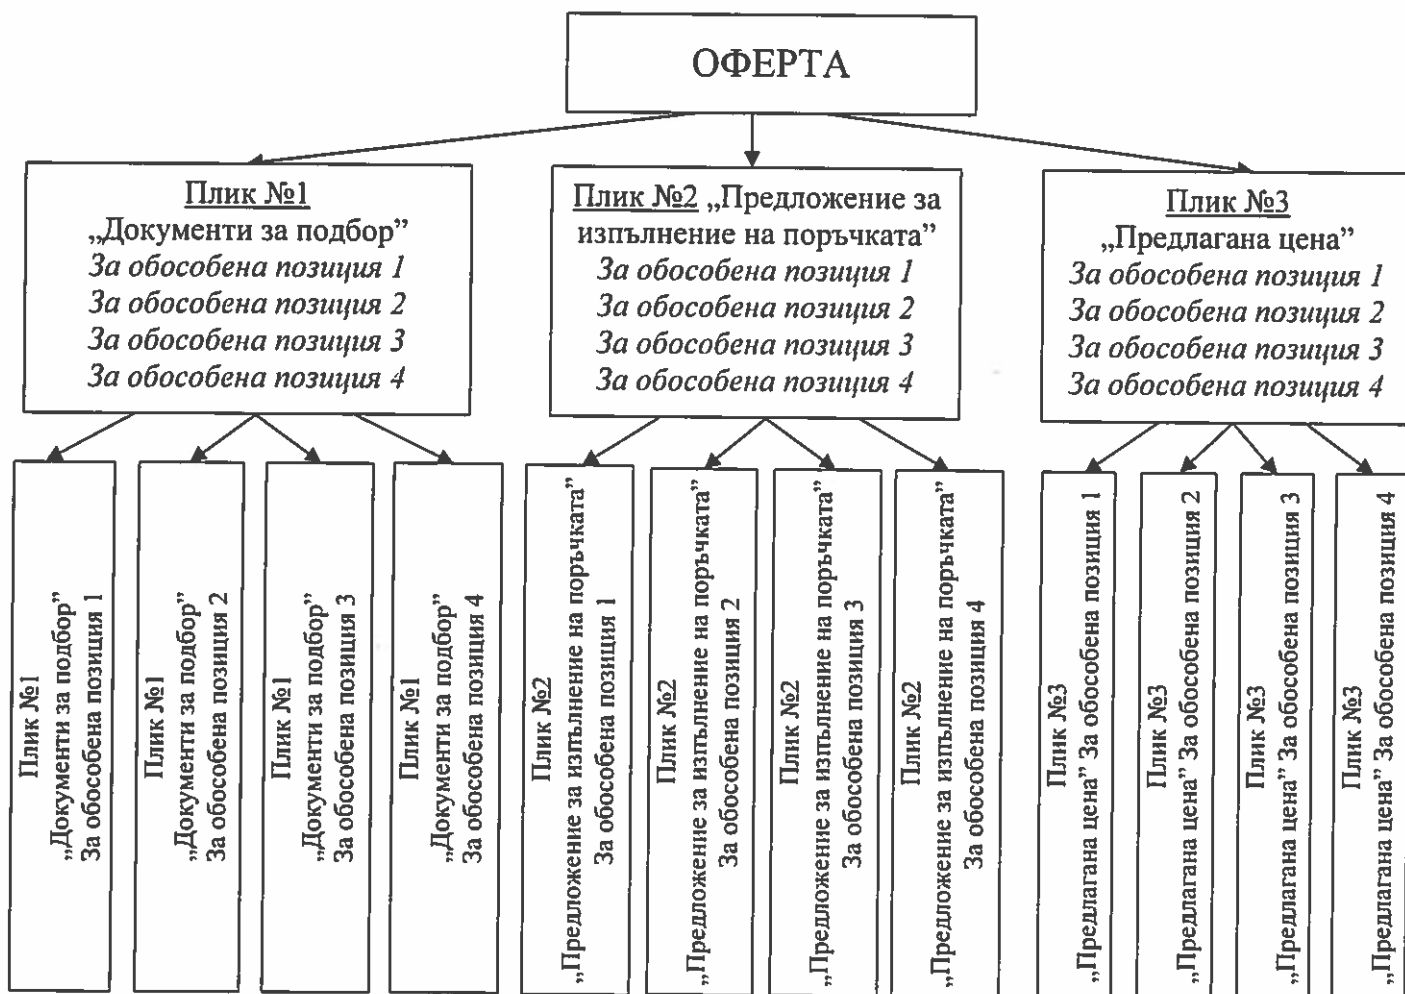 ОФЕРТА
Плик №1
„Документи за подбор”
За обособена позиция 1
За обособена позиция 2
За обособена позиция 3
За обособена позиция 4
Плик №2 „Предложение за
изпълнение на поръчката”
За обособена позиция 1
За обособена позиция 2
За обособена позиция 3
За обособена позиция 4
Плик №3
„Предлагана цена”
За обособена позиция 1
За обособена позиция 2
За обособена позиция 3
За обособена позиция 4
Плик №1
„Документи за подбор”
За обособена позиция 1
Плик №1
„Документи за подбор”
За обособена позиция 2
Плик №1
„Документи за подбор”
За обособена позиция 3
Плик №1
„Документи за подбор”
За обособена позиция 4
Плик №2
„Предложение за изпълнение на поръчката”
За обособена позиция 1
Плик №2
„Предложение за изпълнение на поръчката”
За обособена позиция 2
Плик №2
„Предложение за изпълнение на поръчката”
За обособена позиция 3
Плик №2
„Предложение за изпълнение на поръчката”
За обособена позиция 4
Плик №3
„Предлагана цена” За обособена позиция 1
Плик №3
„Предлагана цена” За обособена позиция 2
Плик №3
„Предлагана цена” За обособена позиция 3
Плик №3
„Предлагана цена” За обособена позиция 4